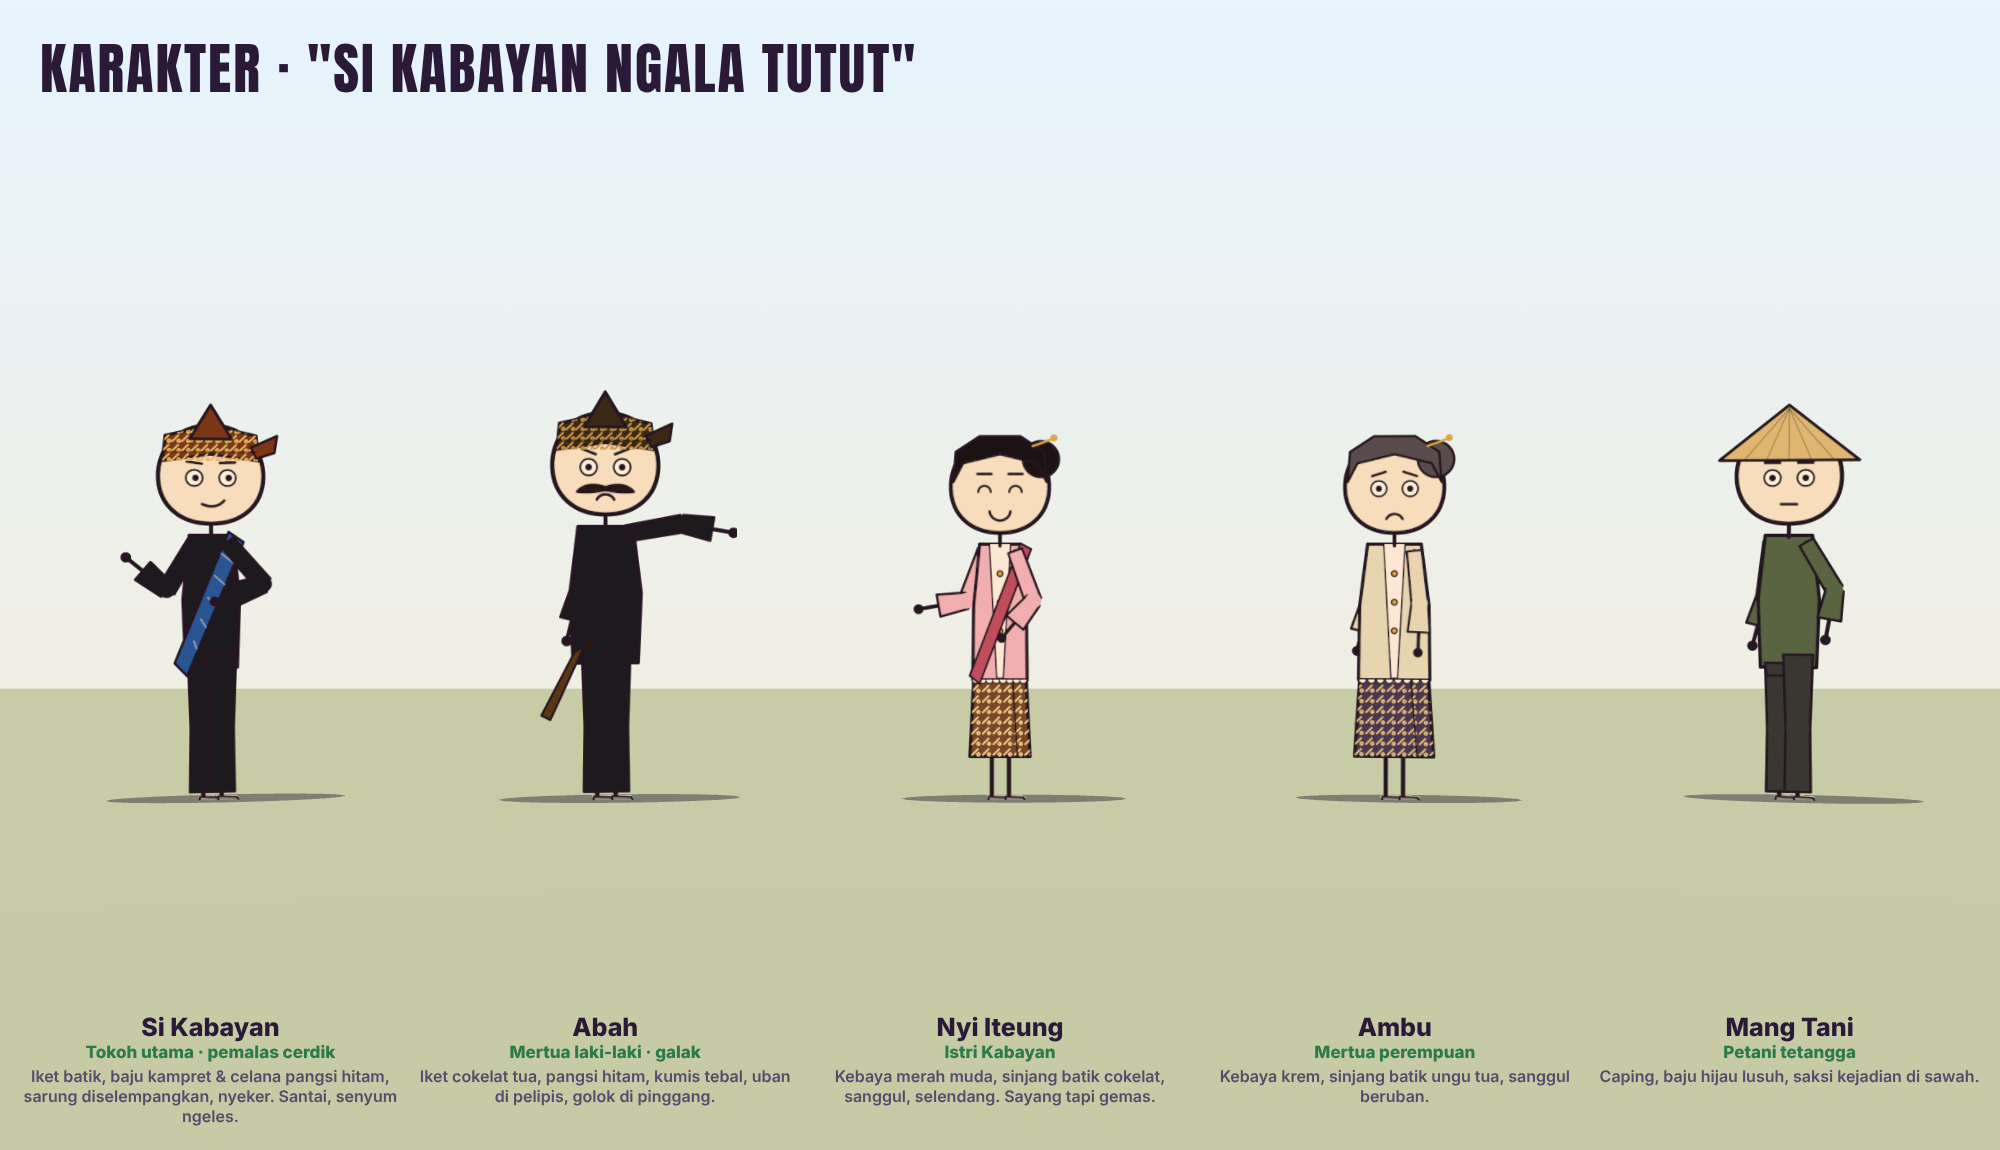 KARAKTER · "SI KABAYAN NGALA TUTUT"
Si Kabayan
Tokoh utama · pemalas cerdik
Iket batik, baju kampret & celana pangsi hitam,
sarung diselempangkan, nyeker. Santai, senyum
ngeles.
Abah
Mertua laki-laki · galak
Iket cokelat tua, pangsi hitam, kumis tebal, uban
di pelipis, golok di pinggang.
Nyi Iteung
Istri Kabayan
Kebaya merah muda, sinjang batik cokelat,
sanggul, selendang. Sayang tapi gemas.
Ambu
Mertua perempuan
Kebaya krem, sinjang batik ungu tua, sanggul
beruban.
Mang Tani
Petani tetangga
Caping, baju hijau lusuh, saksi kejadian di sawah.